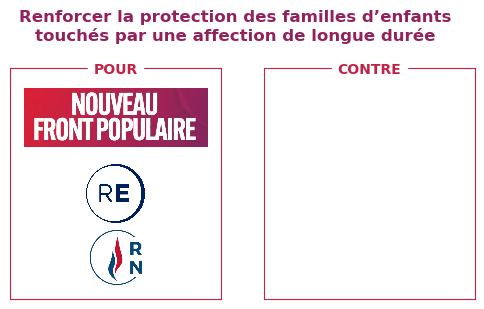 Renforcer la protection des familles d’enfants
touchés par une affection de longue durée
POUR
CONTRE
NOUVEAU
FRONT POPULAIRE
RE
R
N